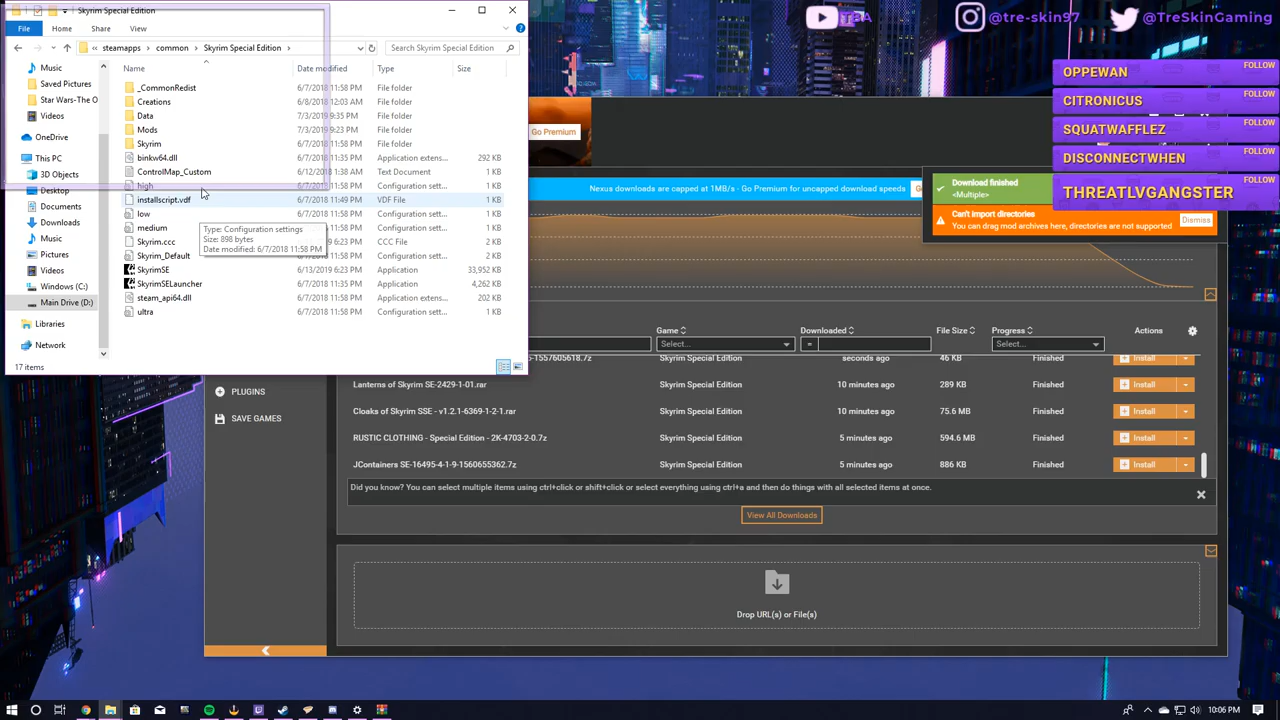 Skyrim Special Edition
File
Home
Share
View
steamapps
common
Skyrim Special Edition
Search Skyrim Special Edition
Music
Saved Pictures
Star Wars-The O
Videos
OneDrive
This PC
3D Objects
Desktop
Documents
Downloads
Music
Pictures
Videos
Windows (C:)
Main Drive (D:)
Libraries
Network
Name Date modified Type Size
_CommonRedist 6/7/2018 11:58 PM File folder
Creations 6/8/2018 12:03 AM File folder
Data 7/3/2019 9:35 PM File folder
Mods 7/3/2019 9:23 PM File folder
Skyrim 6/7/2018 11:58 PM File folder
binkw64.dll 6/7/2018 11:35 PM Application extens... 292 KB
ControlMap_Custom 6/12/2018 1:38 AM Text Document 1 KB
high 6/7/2018 11:58 PM Configuration sett... 1 KB
installscript.vdf 6/7/2018 11:49 PM VDF File 1 KB
low 6/7/2018 11:58 PM Configuration sett... 1 KB
medium 6/7/2018 11:58 PM Configuration sett... 1 KB
Skyrim.ccc 6:23 PM CCC File 2 KB
Skyrim_Default 11:58 PM Configuration sett... 2 KB
SkyrimSE 6/13/2019 6:23 PM Application 33,952 KB
SkyrimSELauncher 6/7/2018 11:35 PM Application 4,262 KB
steam_api64.dll 6/7/2018 11:58 PM Application extens... 202 KB
ultra 6/7/2018 11:58 PM Configuration sett... 1 KB
Type: Configuration settings
Size: 898 bytes
Date modified: 6/7/2018 11:58 PM
17 items
TBA
@tre-skin97
@TreSkinGaming
OPPEWAN FOLLOW
CITRONICUS FOLLOW
SQUATWAFFLEZ FOLLOW
DISCONNECTWHEN FOLLOW
THREATLVGANGSTER FOLLOW
Go Premium
Nexus downloads are capped at 1MB/s - Go Premium for uncapped download speeds
Download finished
<Multiple>
Can't import directories
You can drag mod archives here, directories are not supported
Dismiss
PLUGINS
SAVE GAMES
Game Downloaded File Size Progress Actions
Select... = Select...
-1557605618.7z Skyrim Special Edition seconds ago 46 KB Finished Install
Lanterns of Skyrim SE-2429-1-01.rar Skyrim Special Edition 10 minutes ago 289 KB Finished Install
Cloaks of Skyrim SSE - v1.2.1-6369-1-2-1.rar Skyrim Special Edition 10 minutes ago 75.6 MB Finished Install
RUSTIC CLOTHING - Special Edition - 2K-4703-2-0.7z Skyrim Special Edition 5 minutes ago 594.6 MB Finished Install
JContainers SE-16495-4-1-9-1560655362.7z Skyrim Special Edition 5 minutes ago 886 KB Finished Install
Did you know? You can select multiple items using ctrl+click or shift+click or select everything using ctrl+a and then do things with all selected items at once.
View All Downloads
Drop URL(s) or File(s)
10:06 PM